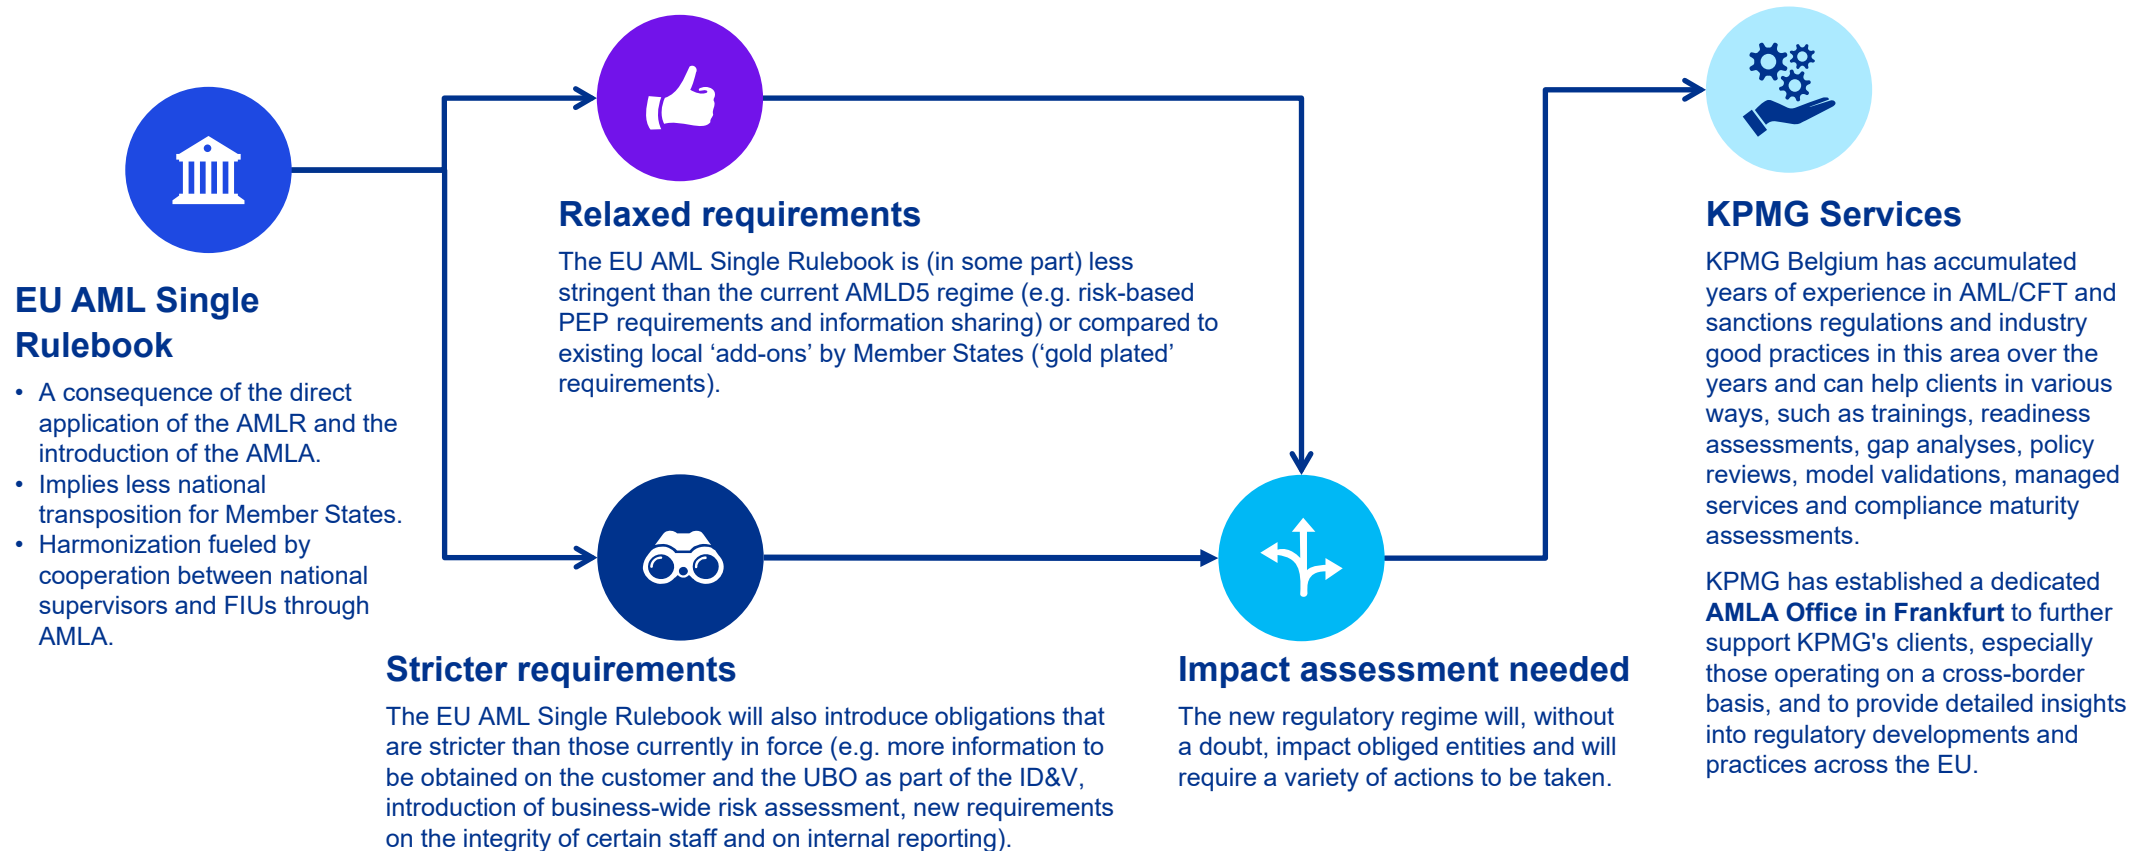 EU AML Single
Rulebook
• A consequence of the direct
application of the AMLR and the
introduction of the AMLA.
• Implies less national
transposition for Member States.
• Harmonization fueled by
cooperation between national
supervisors and FIUs through
AMLA.
Relaxed requirements
The EU AML Single Rulebook is (in some part) less
stringent than the current AMLD5 regime (e.g. risk-based
PEP requirements and information sharing) or compared to
existing local ‘add-ons’ by Member States (‘gold plated’
requirements).
Stricter requirements
The EU AML Single Rulebook will also introduce obligations that
are stricter than those currently in force (e.g. more information to
be obtained on the customer and the UBO as part of the ID&V,
introduction of business-wide risk assessment, new requirements
on the integrity of certain staff and on internal reporting).
Impact assessment needed
The new regulatory regime will, without
a doubt, impact obliged entities and will
require a variety of actions to be taken.
KPMG Services
KPMG Belgium has accumulated
years of experience in AML/CFT and
sanctions regulations and industry
good practices in this area over the
years and can help clients in various
ways, such as trainings, readiness
assessments, gap analyses, policy
reviews, model validations, managed
services and compliance maturity
assessments.
KPMG has established a dedicated
AMLA Office in Frankfurt to further
support KPMG's clients, especially
those operating on a cross-border
basis, and to provide detailed insights
into regulatory developments and
practices across the EU.